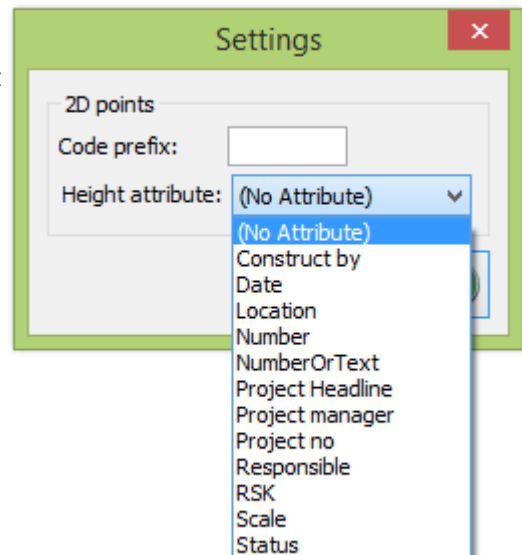 Settings
2D points
Code prefix:
Height attribute: (No Attribute)
(No Attribute)
Construct by
Date
Location
Number
NumberOrText
Project Headline
Project manager
Project no
Responsible
RSK
Scale
Status